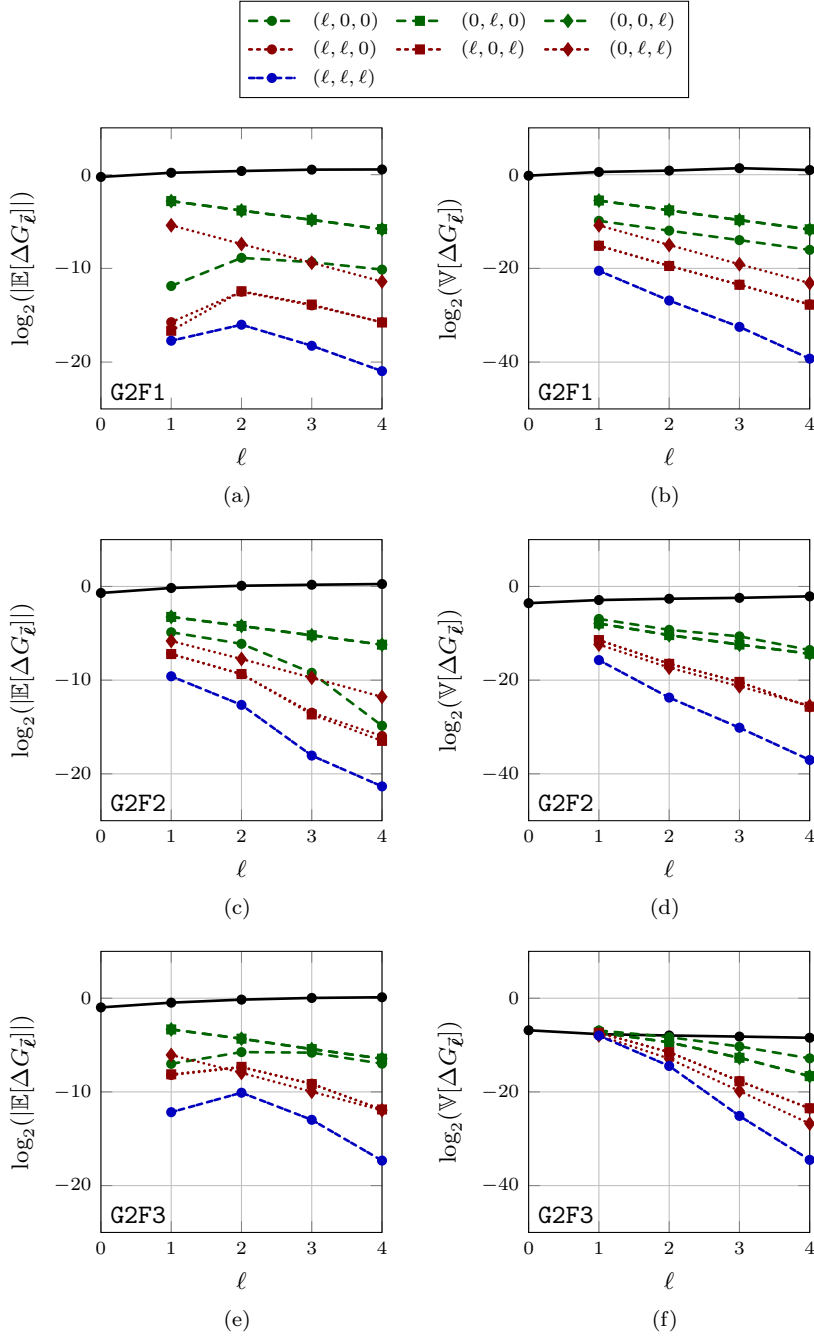 (ℓ, 0, 0) (0, ℓ, 0) (0, 0, ℓ)
(ℓ, ℓ, 0) (ℓ, 0, ℓ) (0, ℓ, ℓ)
(ℓ, ℓ, ℓ)
0
−10
−20
0 1 2 3 4
log₂(|𝔼[ΔG_ℓ⃗]|)
ℓ
G2F1
(a)
0
−20
−40
0 1 2 3 4
log₂(𝕍[ΔG_ℓ⃗])
ℓ
G2F1
(b)
0
−10
−20
0 1 2 3 4
log₂(|𝔼[ΔG_ℓ⃗]|)
ℓ
G2F2
(c)
0
−20
−40
0 1 2 3 4
log₂(𝕍[ΔG_ℓ⃗])
ℓ
G2F2
(d)
0
−10
−20
0 1 2 3 4
log₂(|𝔼[ΔG_ℓ⃗]|)
ℓ
G2F3
(e)
0
−20
−40
0 1 2 3 4
log₂(𝕍[ΔG_ℓ⃗])
ℓ
G2F3
(f)